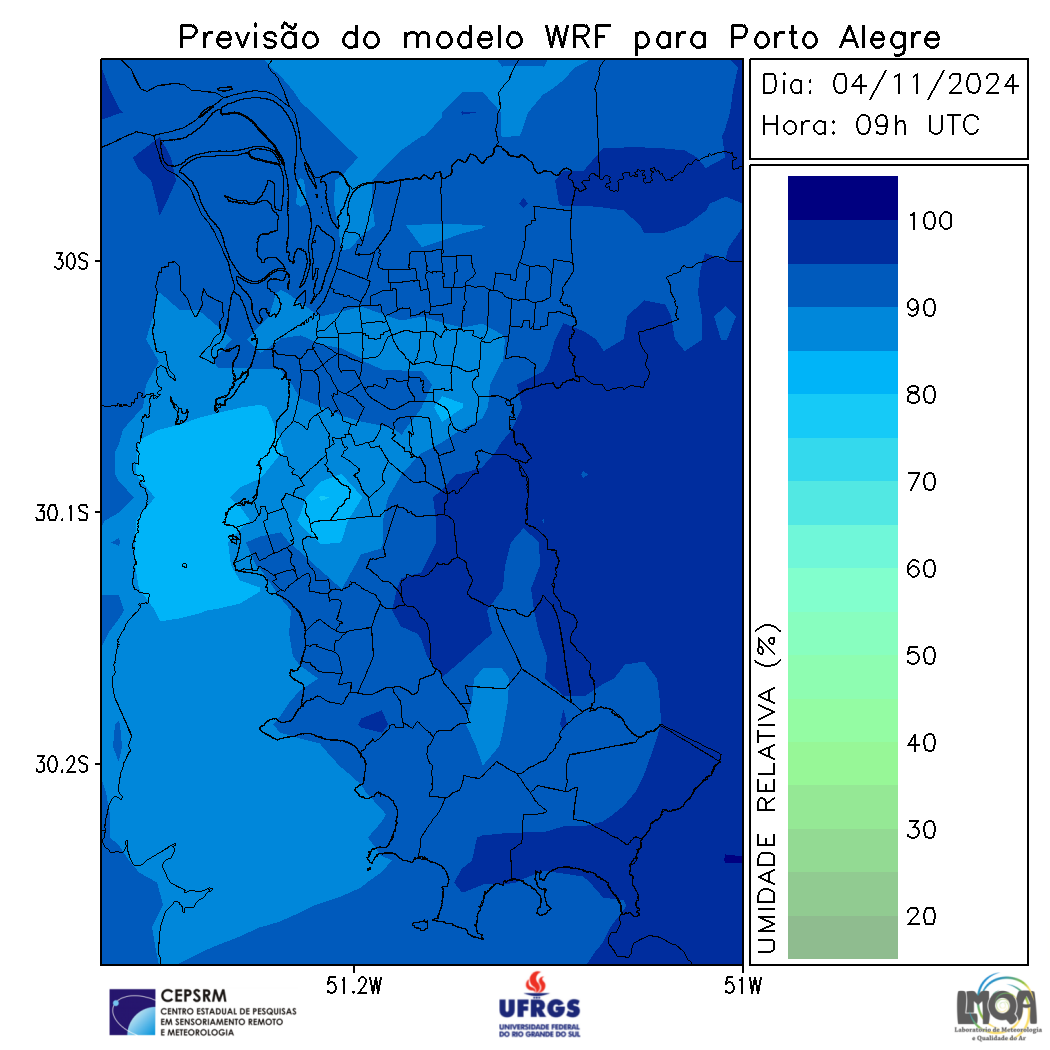 Previsão do modelo WRF para Porto Alegre
Dia: 04/11/2024
Hora: 09h UTC
30S
30.1S
30.2S
51.2W
51W
100
90
80
70
60
50
40
30
20
UMIDADE RELATIVA (%)
CEPSRM
CENTRO ESTADUAL DE PESQUISAS
EM SENSORIAMENTO REMOTO
E METEOROLOGIA
UFRGS
UNIVERSIDADE FEDERAL
DO RIO GRANDE DO SUL
LMQA
Laboratório de Meteorologia
e Qualidade do Ar